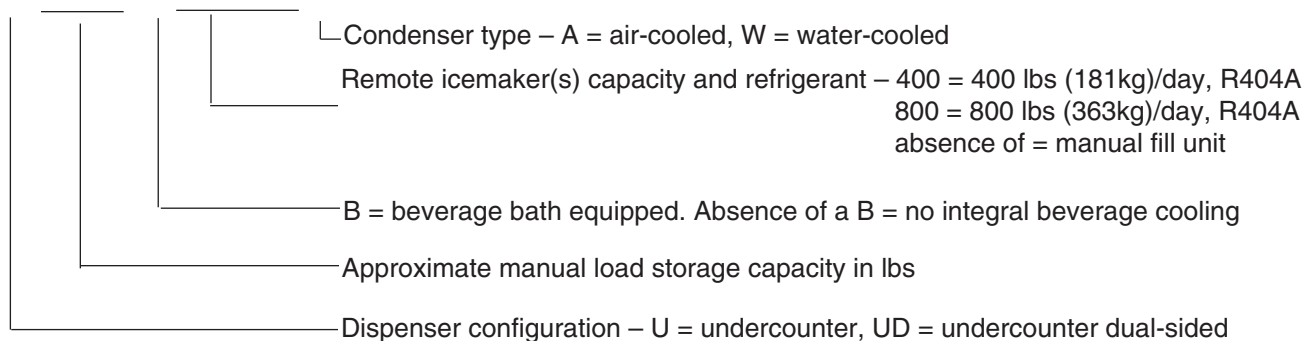 Condenser type – A = air-cooled, W = water-cooled
Remote icemaker(s) capacity and refrigerant – 400 = 400 lbs (181kg)/day, R404A
800 = 800 lbs (363kg)/day, R404A
absence of = manual fill unit
B = beverage bath equipped. Absence of a B = no integral beverage cooling
Approximate manual load storage capacity in lbs
Dispenser configuration – U = undercounter, UD = undercounter dual-sided